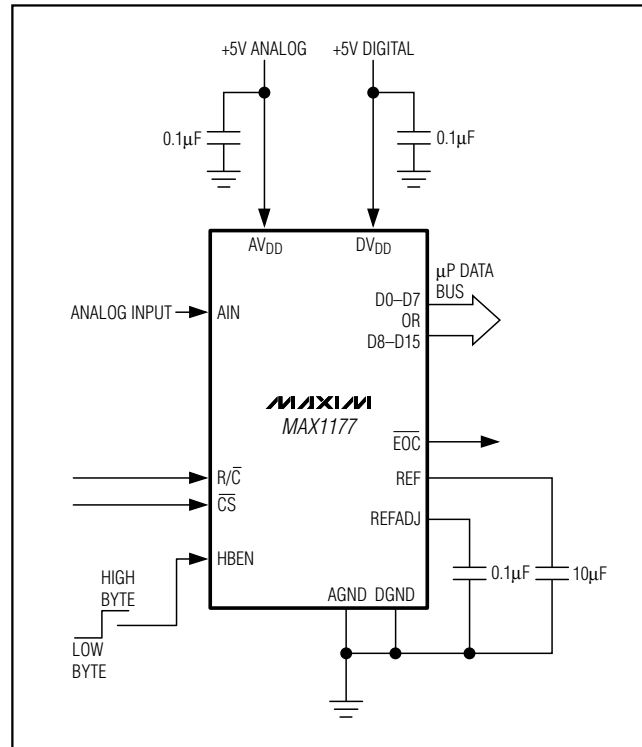 +5V ANALOG +5V DIGITAL
0.1µF 0.1µF
AVDD DVDD
µP DATA
BUS
ANALOG INPUT AIN
D0–D7
OR
D8–D15
MAXIM
MAX1177
EOC
R/C
REF
CS
REFADJ
HBEN
HIGH
BYTE
LOW
BYTE
0.1µF 10µF
AGND DGND